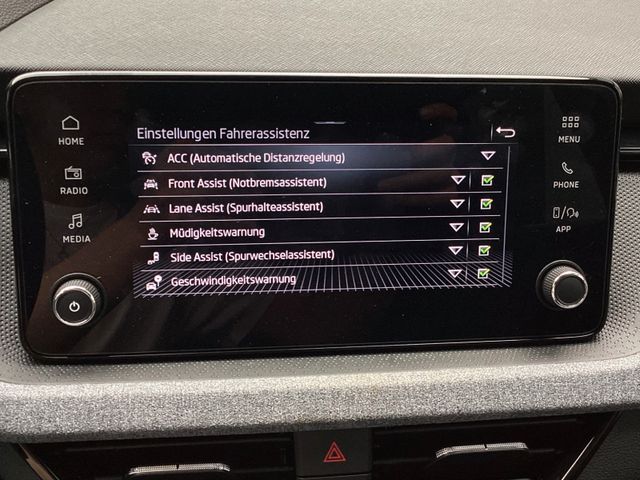 Einstellungen Fahrerassistenz
HOME
RADIO
MEDIA
ACC (Automatische Distanzregelung)
Front Assist (Notbremsassistent)
Lane Assist (Spurhalteassistent)
Müdigkeitswarnung
Side Assist (Spurwechselassistent)
Geschwindigkeitswarnung
MENU
PHONE
APP